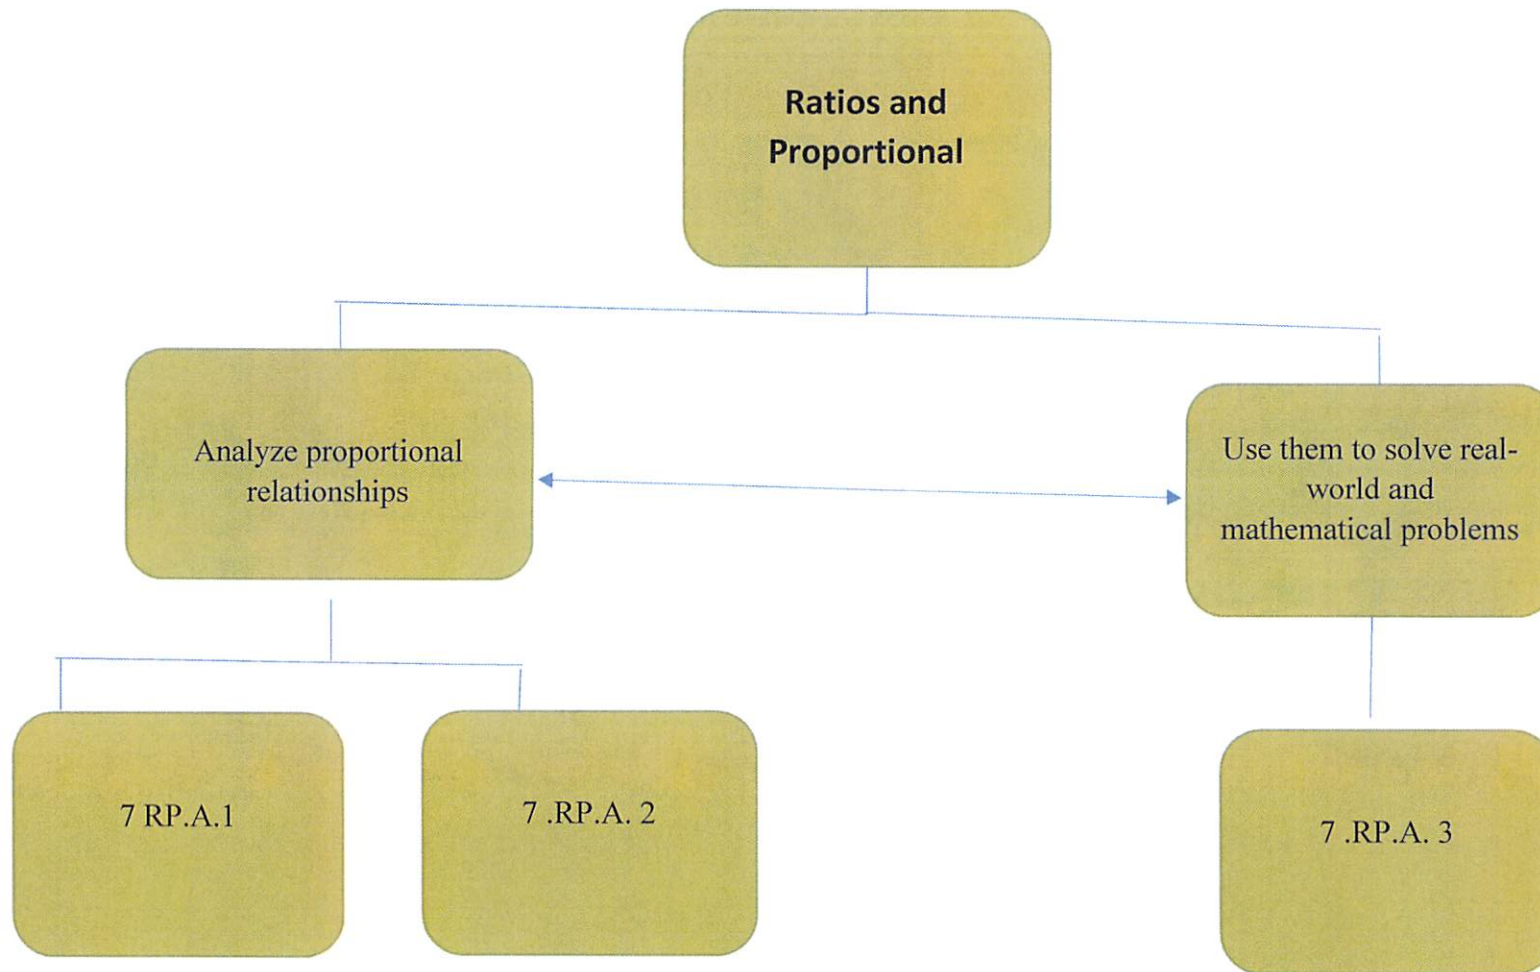 Ratios and
Proportional
Analyze proportional
relationships
Use them to solve real-
world and
mathematical problems
7 RP.A.1
7 .RP.A. 2
7 .RP.A. 3